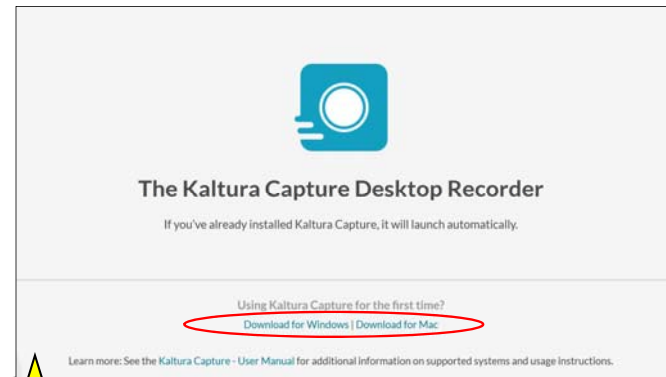 The Kaltura Capture Desktop Recorder
If you've already installed Kaltura Capture, it will launch automatically.
Using Kaltura Capture for the first time?
Download for Windows | Download for Mac
Learn more: See the Kaltura Capture - User Manual for additional information on supported systems and usage instructions.